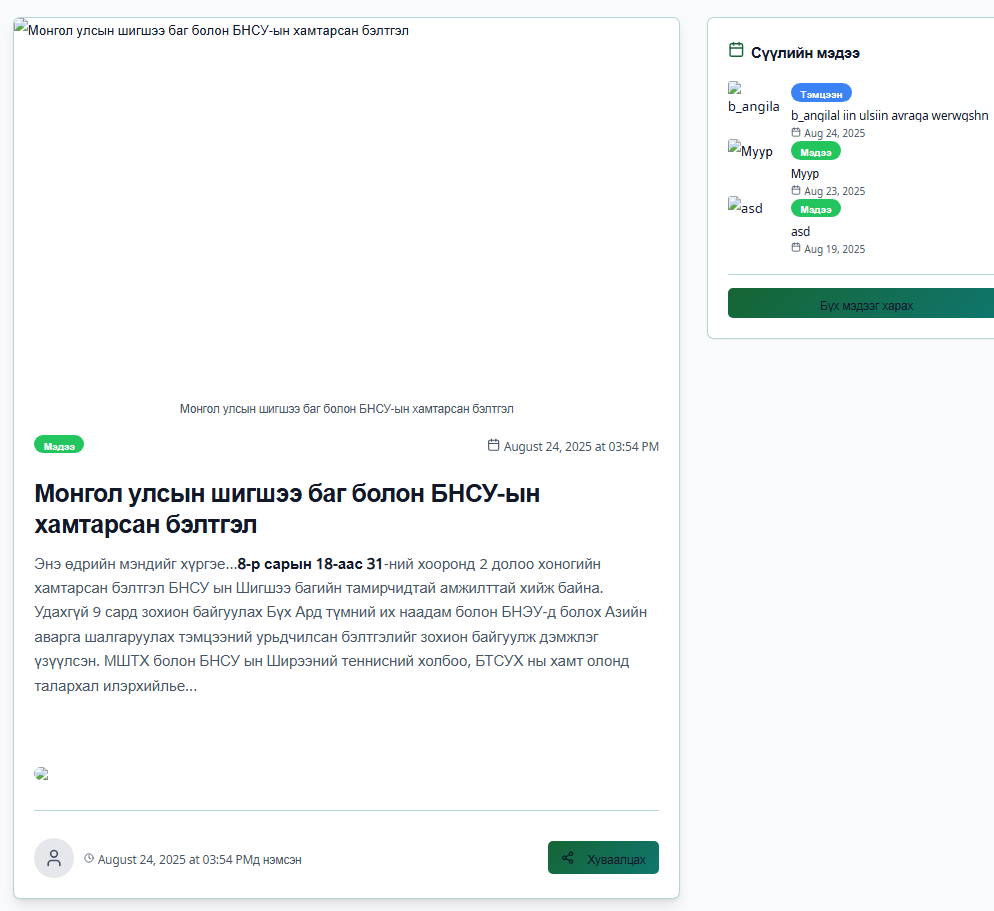 Монгол улсын шигшээ баг болон БНСУ-ын хамтарсан бэлтгэл
Монгол улсын шигшээ баг болон БНСУ-ын хамтарсан бэлтгэл
Мэдээ
August 24, 2025 at 03:54 PM
Монгол улсын шигшээ баг болон БНСУ-ын
хамтарсан бэлтгэл
Энэ өдрийн мэндийг хүргэе...8-р сарын 18-аас 31-ний хооронд 2 долоо хоногийн
хамтарсан бэлтгэл БНСУ ын Шигшээ багийн тамирчидтай амжилттай хийж байна.
Удахгүй 9 сард зохион байгуулах Бүх Ард түмний их наадам болон БНЭУ-д болох Азийн
аварга шалгаруулах тэмцээний урьдчилсан бэлтгэлийг зохион байгуулж дэмжлэг
үзүүлсэн. МШТХ болон БНСУ ын Ширээний теннисний холбоо, БТСУХ ны хамт олонд
талархал илэрхийлье...
August 24, 2025 at 03:54 PMд нэмсэн
Хуваалцах
Сүүлийн мэдээ
b_angila
Тэмцээн
b_angilal iin ulsiin avraga werwgshn
Aug 24, 2025
Муур
Мэдээ
Муур
Aug 23, 2025
asd
Мэдээ
asd
Aug 19, 2025
Бүх мэдээг харах